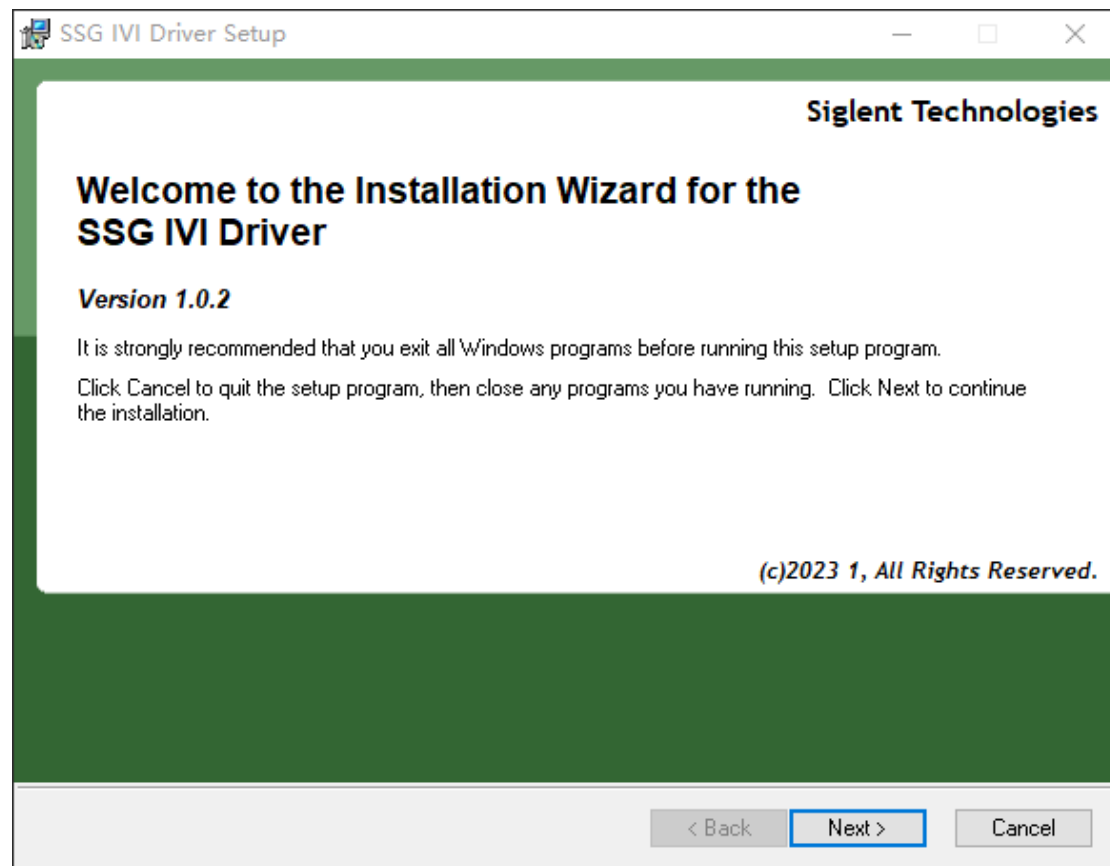 SSG IVI Driver Setup
Siglent Technologies
Welcome to the Installation Wizard for the
SSG IVI Driver
Version 1.0.2
It is strongly recommended that you exit all Windows programs before running this setup program.
Click Cancel to quit the setup program, then close any programs you have running.  Click Next to continue
the installation.
(c)2023 1, All Rights Reserved.
< Back
Next >
Cancel